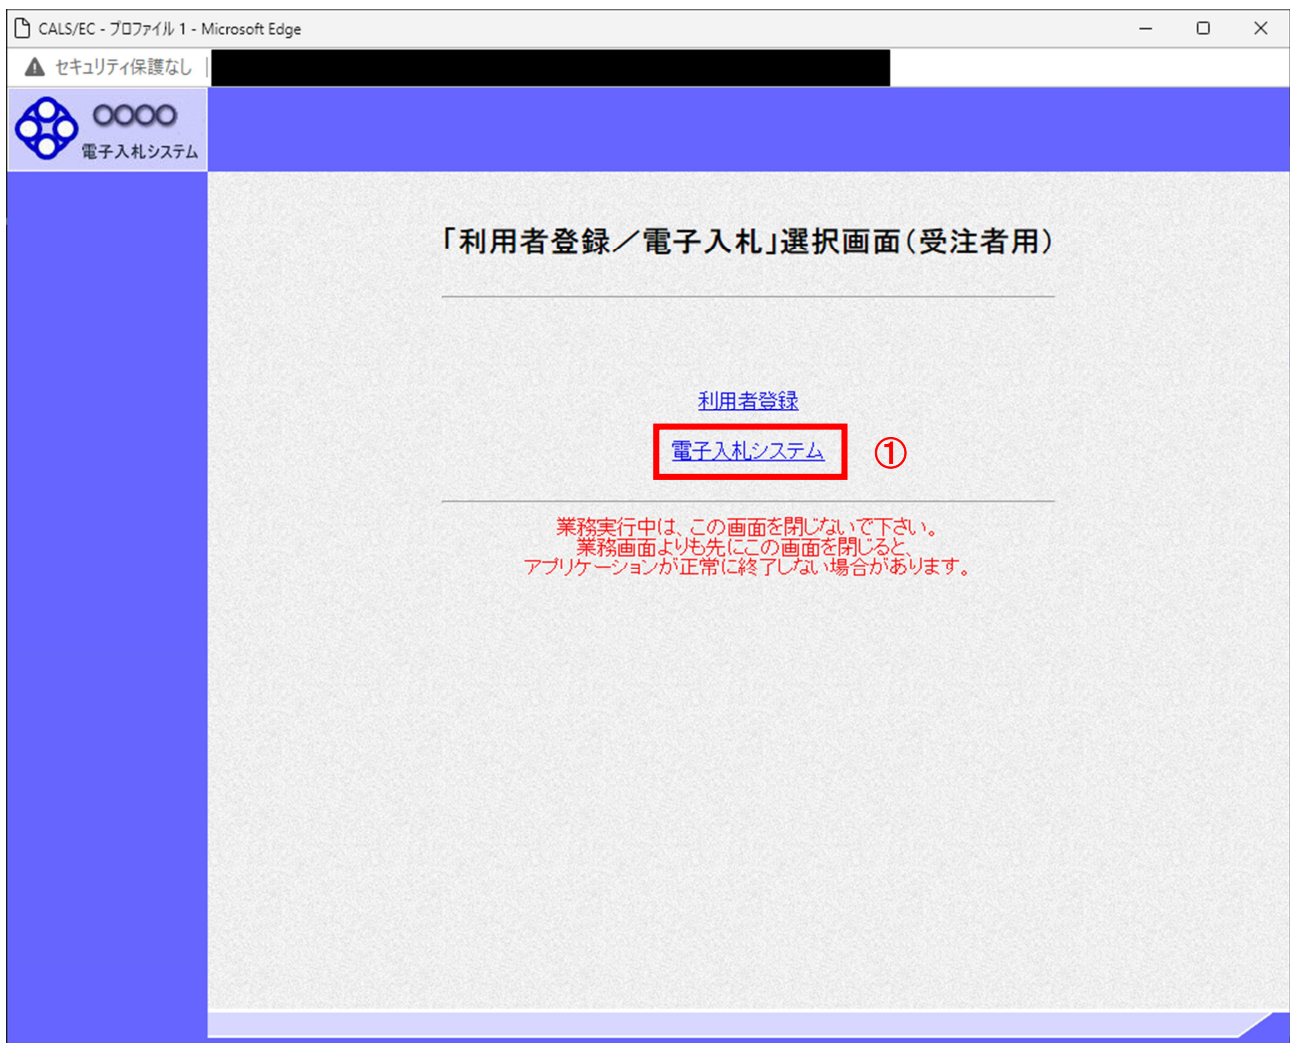 CALS/EC - プロファイル 1 - Microsoft Edge
セキュリティ保護なし
○○○○
電子入札システム
「利用者登録／電子入札」選択画面（受注者用）
利用者登録
電子入札システム ①
業務実行中は、この画面を閉じないで下さい。
業務画面よりも先にこの画面を閉じると、
アプリケーションが正常に終了しない場合があります。